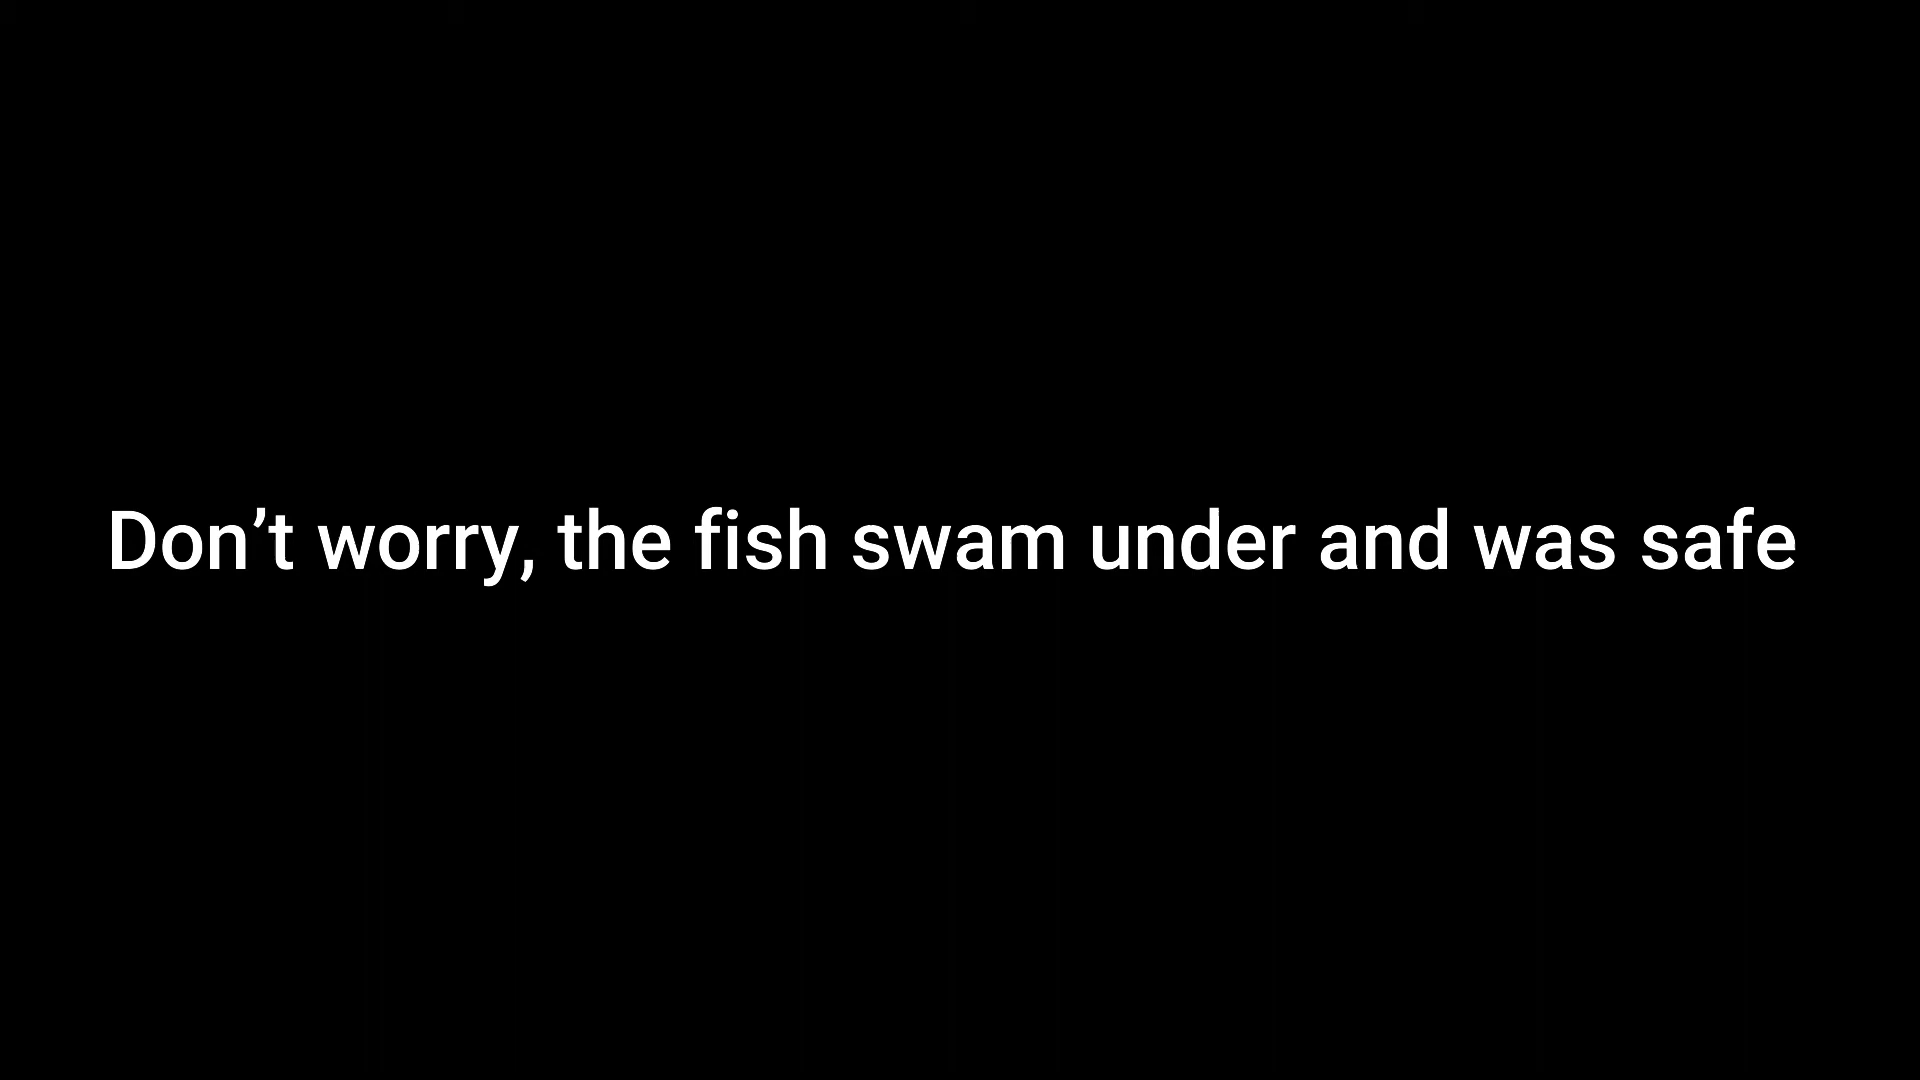 Don’t worry, the fish swam under and was safe